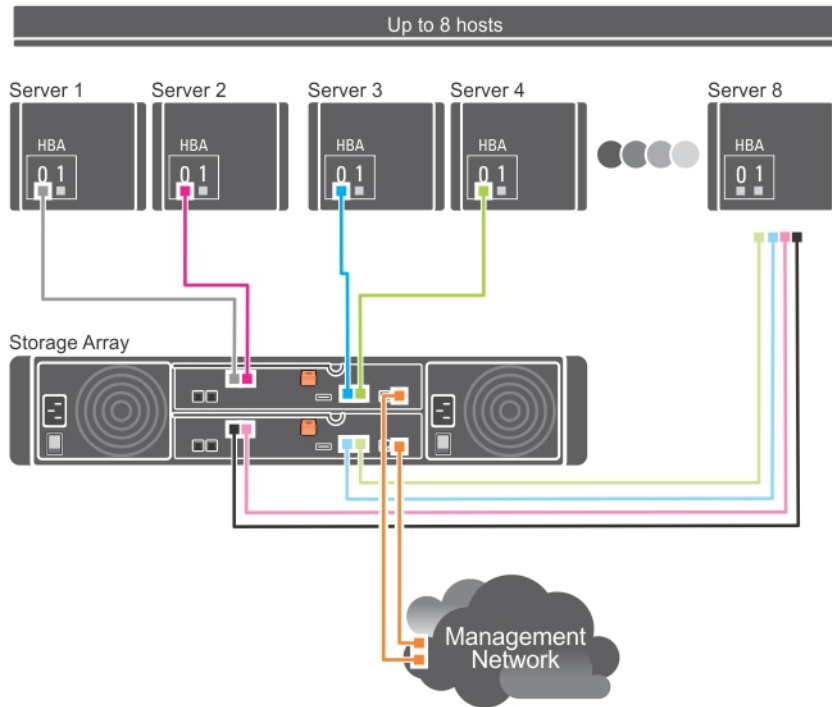 Up to 8 hosts
Server 1
Server 2
Server 3
Server 4
Server 8
HBA
0 1
HBA
0 1
HBA
0 1
HBA
0 1
HBA
0 1
Storage Array
Management
Network